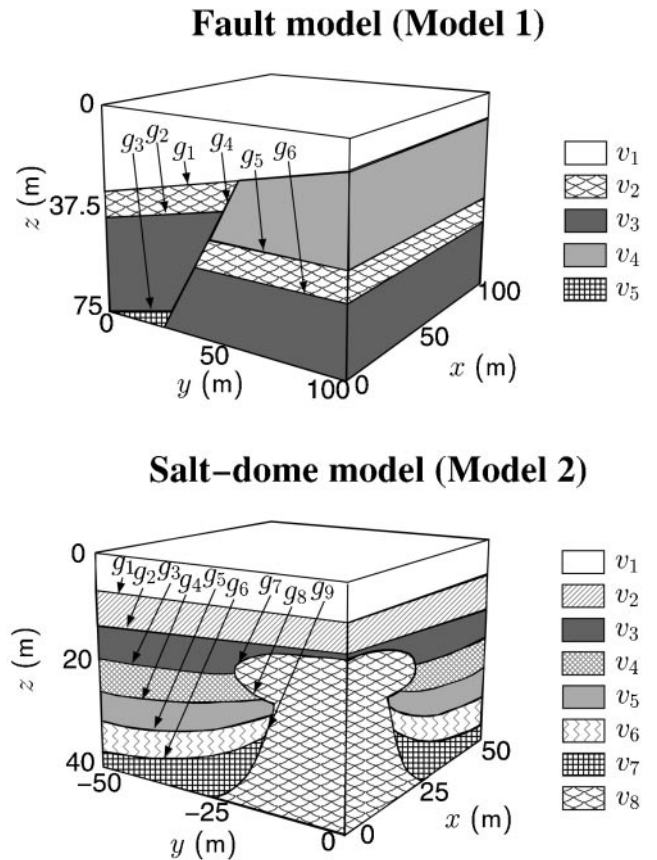 Fault model (Model 1)
0
g₃ g₂ g₁ g₄ g₅ g₆
37.5
z (m)
75
0
50
100
y (m)
0
50
100
x (m)
v₁
v₂
v₃
v₄
v₅
Salt-dome model (Model 2)
0
g₁ g₂ g₃ g₄ g₅ g₆ g₇ g₈ g₉
20
z (m)
40
−50
−25
0
y (m)
0
25
50
x (m)
v₁
v₂
v₃
v₄
v₅
v₆
v₇
v₈